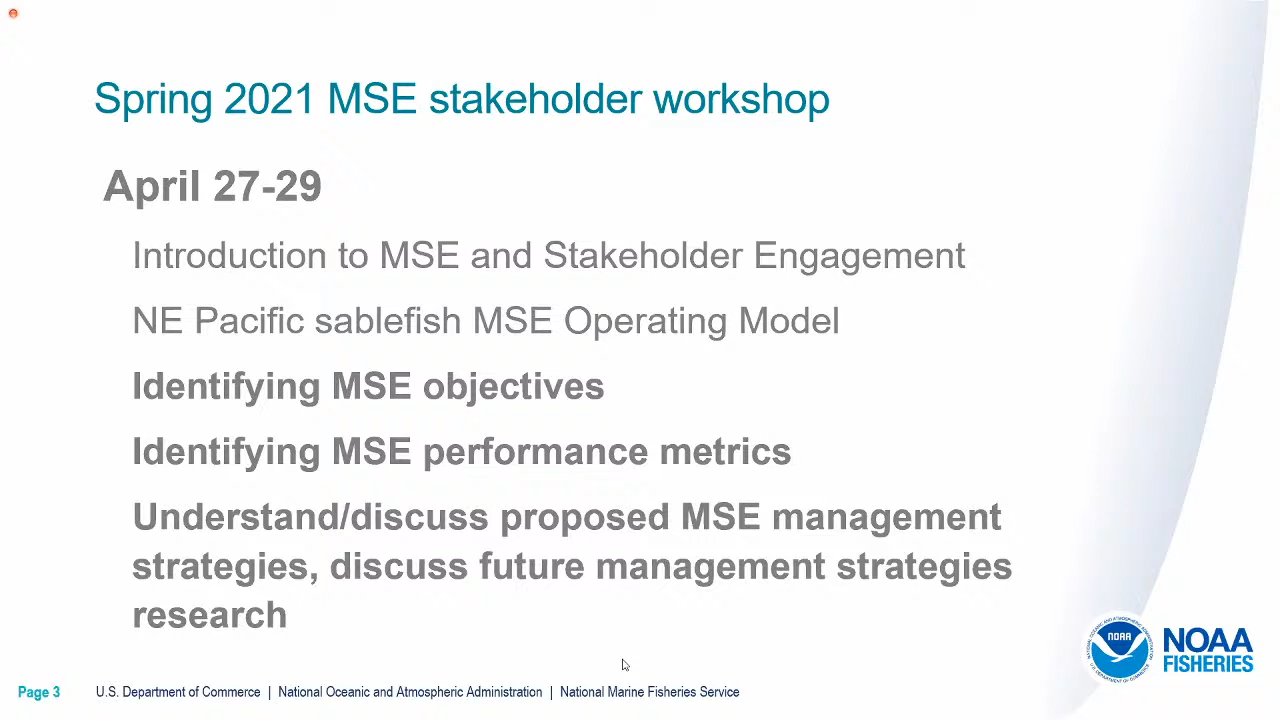 Spring 2021 MSE stakeholder workshop
April 27-29
Introduction to MSE and Stakeholder Engagement
NE Pacific sablefish MSE Operating Model
Identifying MSE objectives
Identifying MSE performance metrics
Understand/discuss proposed MSE management
strategies, discuss future management strategies
research
NOAA
NOAA
FISHERIES
Page 3 U.S. Department of Commerce | National Oceanic and Atmospheric Administration | National Marine Fisheries Service